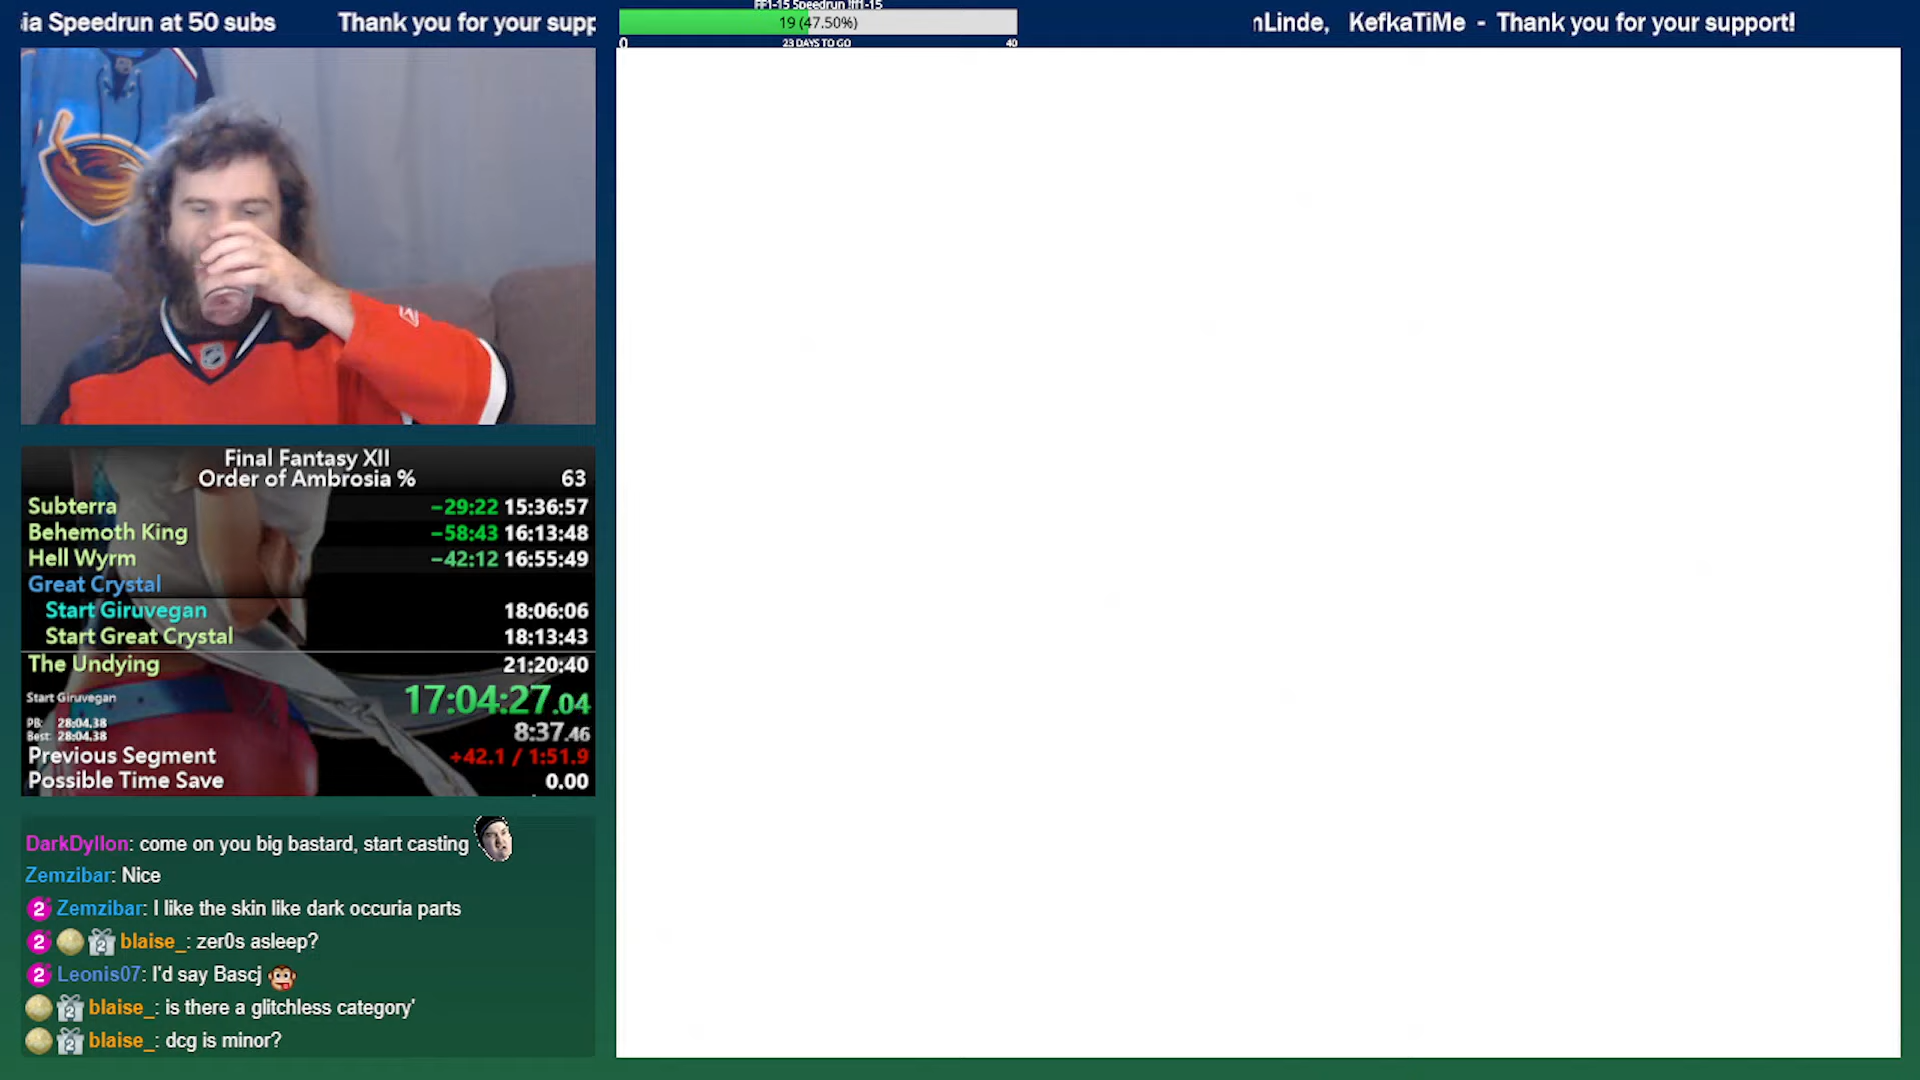 ia Speedrun at 50 subs Thank you for your supp
FF1-15 Speedrun !ff1-15
19 (47.50%)
0 23 DAYS TO GO 40
nLinde, KefkaTiMe - Thank you for your support!
Final Fantasy XII
Order of Ambrosia % 63
Subterra -29:22 15:36:57
Behemoth King -58:43 16:13:48
Hell Wyrm -42:12 16:55:49
Great Crystal
Start Giruvegan 18:06:06
Start Great Crystal 18:13:43
The Undying 21:20:40
17:04:27.04
Start Giruvegan
8:37.46
PB: 28:04.38
Best: 28:04.38
Previous Segment +42.1 / 1:51.9
Possible Time Save 0.00
DarkDyllon: come on you big bastard, start casting
Zemzibar: Nice
2 Zemzibar: I like the skin like dark occuria parts
2 2 blaise_: zer0s asleep?
2 Leonis07: I'd say Bascj
2 blaise_: is there a glitchless category'
2 blaise_: dcg is minor?